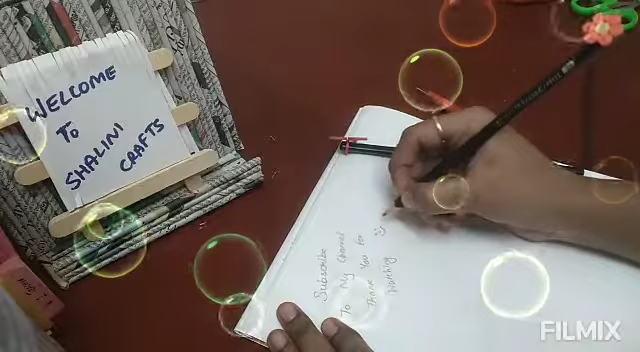 WELCOME
To
SHALINI
CRAFTS
Subscribe
To My Channel
Thank You for
Watching
FILMIX